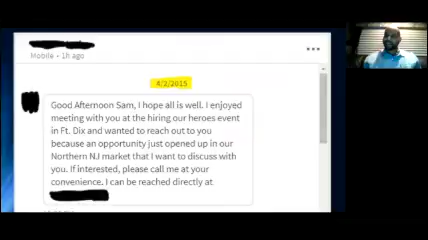 Mobile • 1h ago
4/2/2015
Good Afternoon Sam, I hope all is well. I enjoyed
meeting with you at the hiring our heroes event
in Ft. Dix and wanted to reach out to you
because an opportunity just opened up in our
Northern NJ market that I want to discuss with
you. If interested, please call me at your
convenience. I can be reached directly at